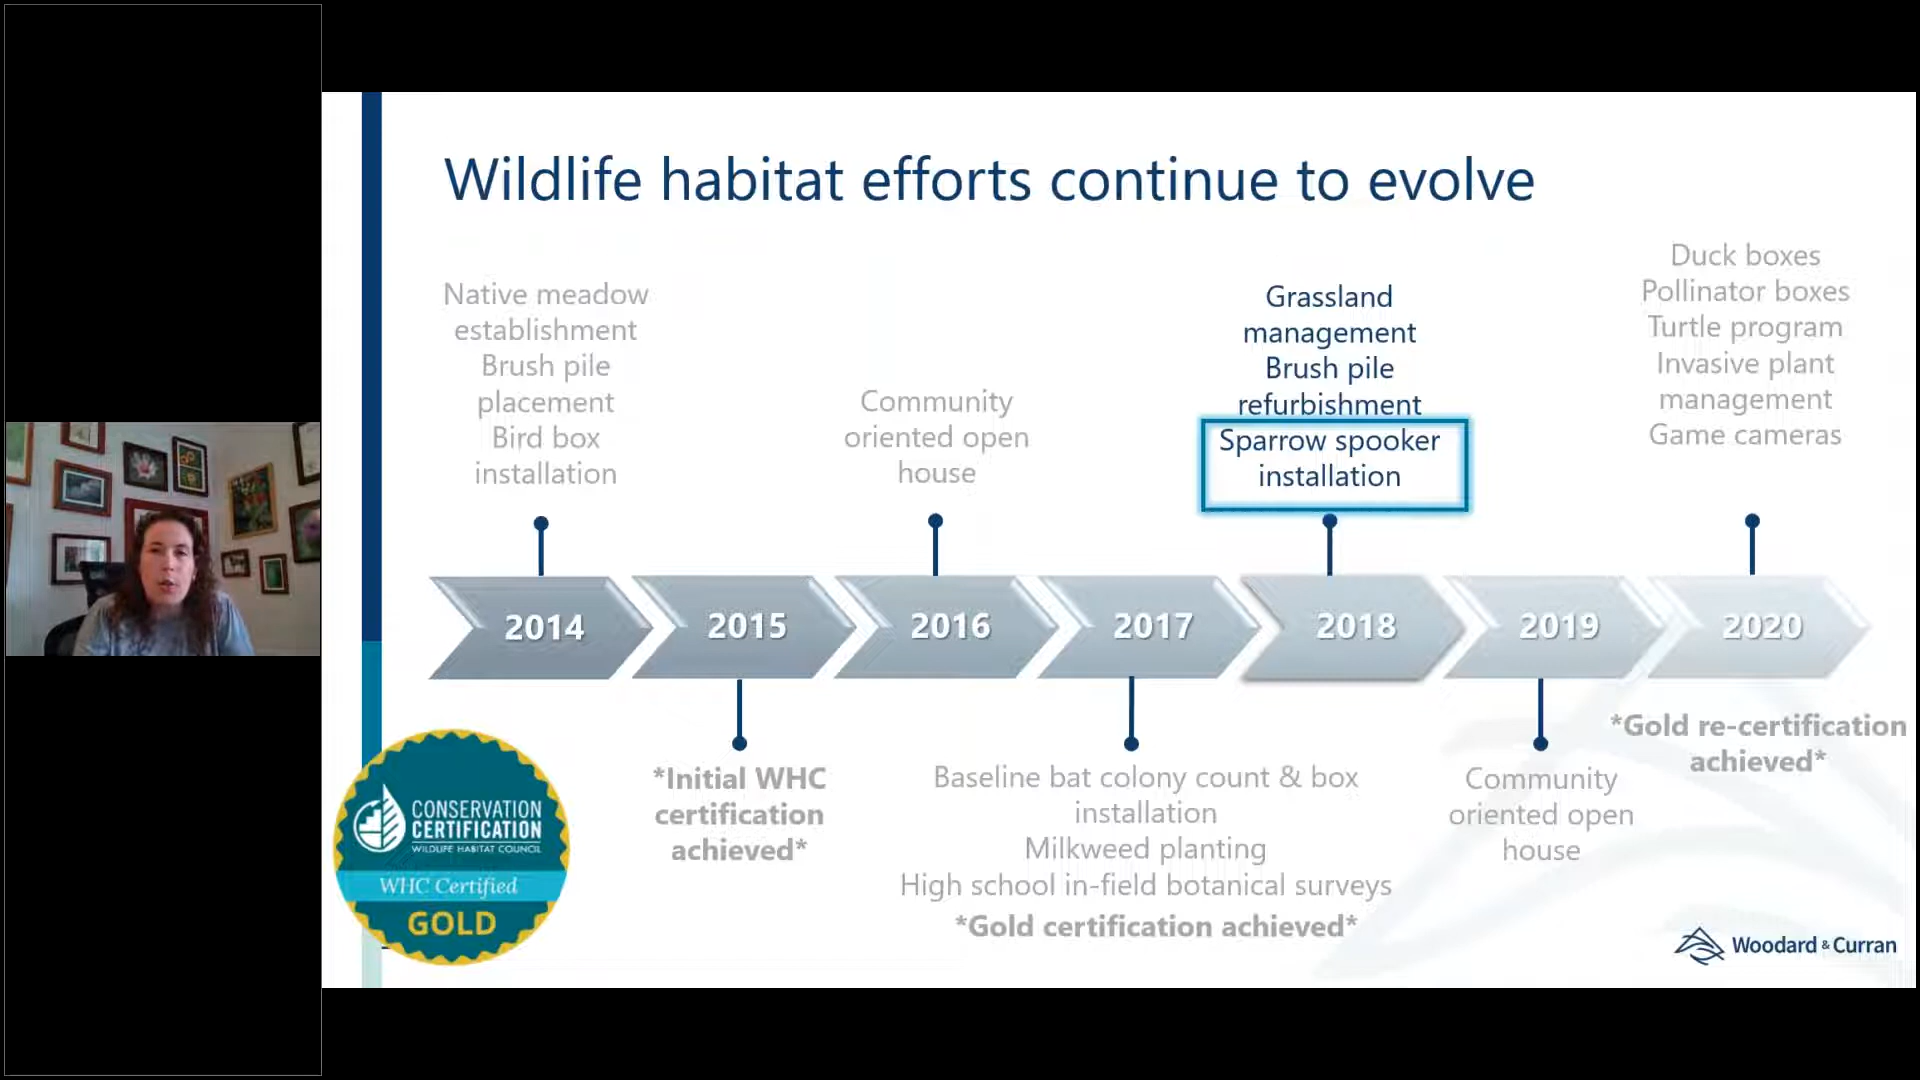 Wildlife habitat efforts continue to evolve
Native meadow
establishment
Brush pile
placement
Bird box
installation
Community
oriented open
house
Grassland
management
Brush pile
refurbishment
Sparrow spooker
installation
Duck boxes
Pollinator boxes
Turtle program
Invasive plant
management
Game cameras
2014
2015
2016
2017
2018
2019
2020
*Initial WHC
certification
achieved*
Baseline bat colony count & box
installation
Milkweed planting
High school in-field botanical surveys
*Gold certification achieved*
Community
oriented open
house
*Gold re-certification
achieved*
CONSERVATION
CERTIFICATION
WILDLIFE HABITAT COUNCIL
WHC Certified
GOLD
Woodard & Curran